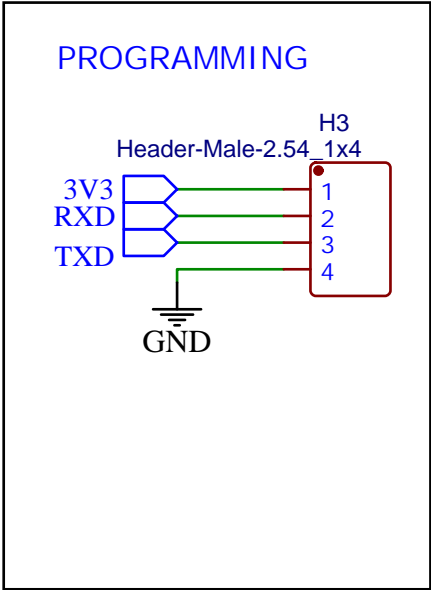 PROGRAMMING
H3
Header-Male-2.54_1x4
3V3 1
RXD 2
TXD 3
4
GND